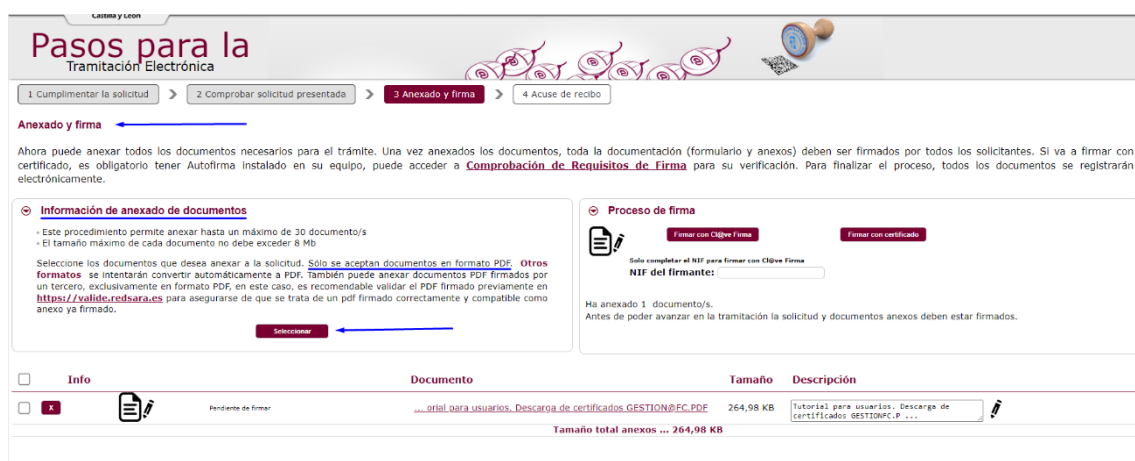 Castilla y León
Pasos para la
Tramitación Electrónica
1 Cumplimentar la solicitud > 2 Comprobar solicitud presentada > 3 Anexado y firma > 4 Acuse de recibo
Anexado y firma
Ahora puede anexar todos los documentos necesarios para el trámite. Una vez anexados los documentos, toda la documentación (formulario y anexos) deben ser firmados por todos los solicitantes. Si va a firmar con
certificado, es obligatorio tener Autofirma instalado en su equipo, puede acceder a Comprobación de Requisitos de Firma para su verificación. Para finalizar el proceso, todos los documentos se registrarán
electrónicamente.
Información de anexado de documentos
Este procedimiento permite anexar hasta un máximo de 30 documento/s
El tamaño máximo de cada documento no debe exceder 8 Mb
Seleccione los documentos que desea anexar a la solicitud. Sólo se aceptan documentos en formato PDF. Otros
formatos se intentarán convertir automáticamente a PDF. También puede anexar documentos PDF firmados por
un tercero, exclusivamente en formato PDF, en este caso, es recomendable validar el PDF firmado previamente en
https://valide.redsara.es para asegurarse de que se trata de un pdf firmado correctamente y compatible como
anexo ya firmado.
Seleccionar
Proceso de firma
Firmar con Cl@ve Firma
Firmar con certificado
Solo completar el NIF para firmar con Cl@ve Firma
NIF del firmante:
Ha anexado 1 documento/s.
Antes de poder avanzar en la tramitación la solicitud y documentos anexos deben estar firmados.
Info Documento Tamaño Descripción
X Pendiente de firmar ... orial para usuarios. Descarga de certificados GESTION@FC.PDF 264,98 KB Tutorial para usuarios. Descarga de
certificados GESTIONFC.P ...
Tamaño total anexos ... 264,98 KB